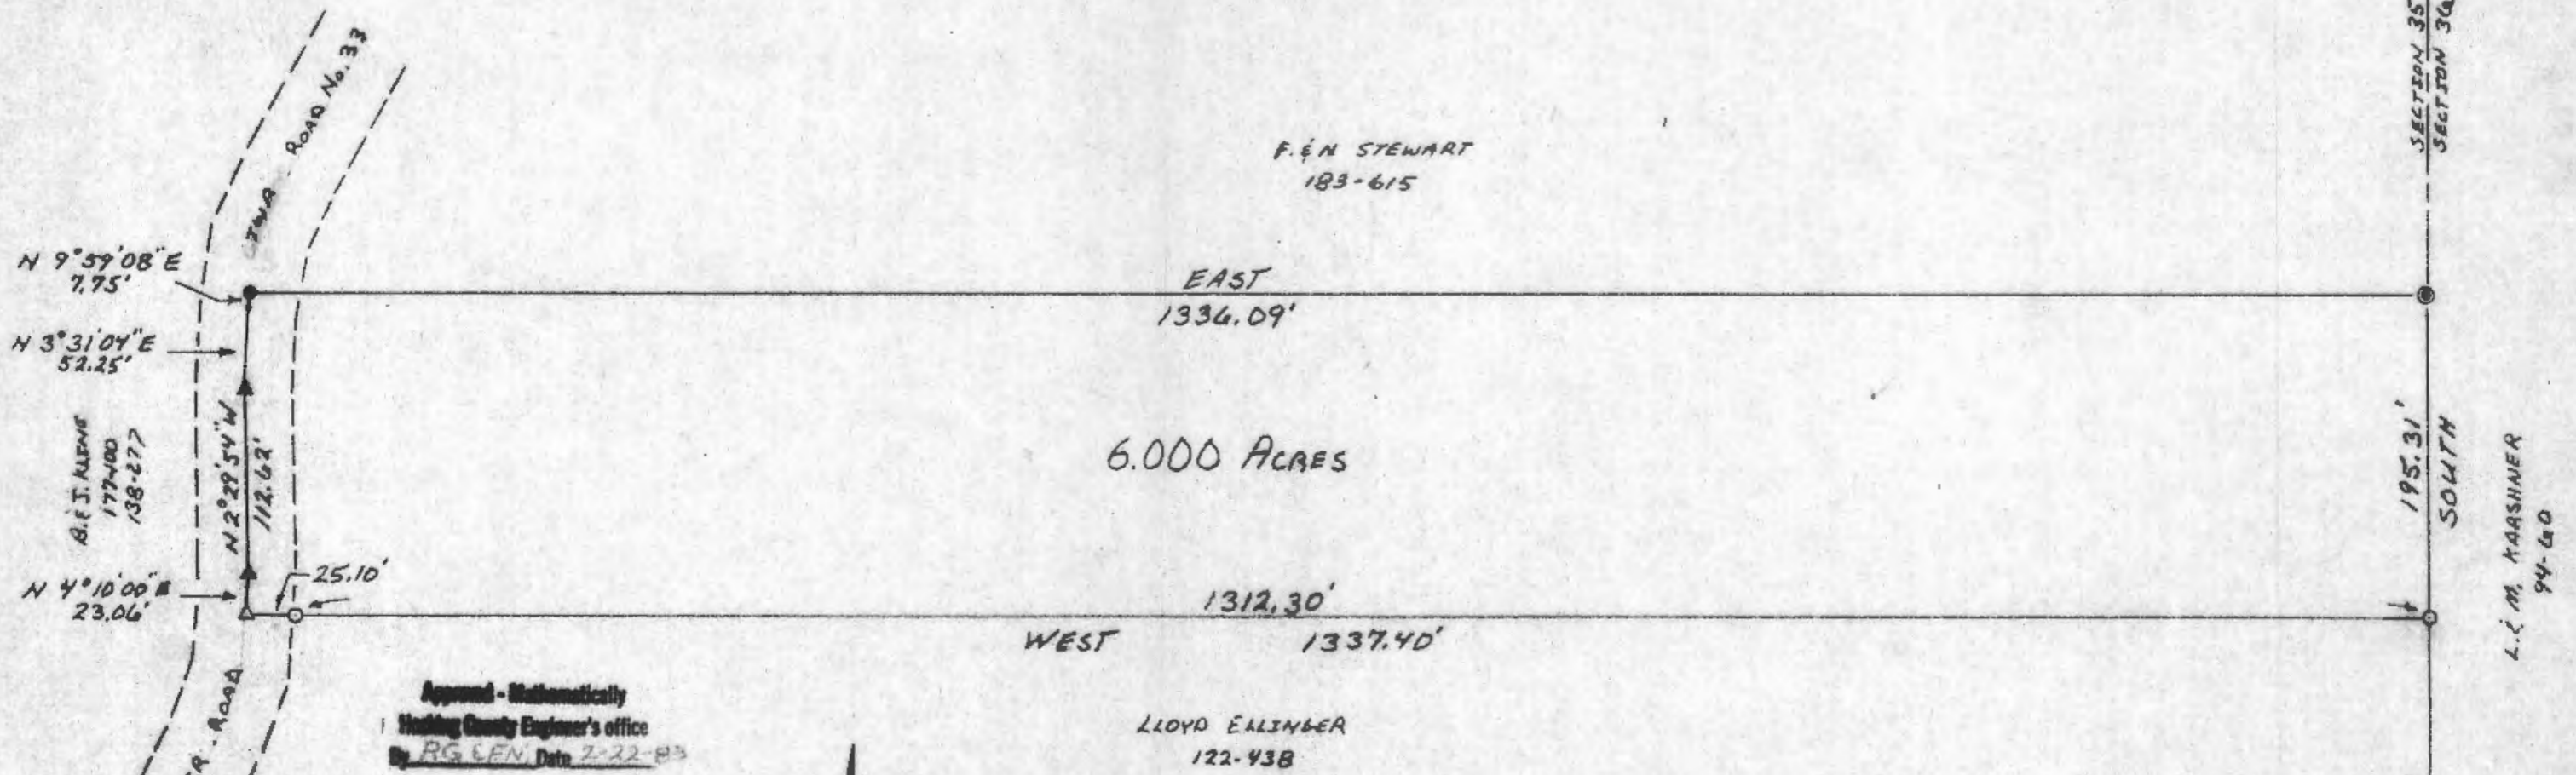 TWP. ROAD No. 33
SECTION 35
SECTION 36
F. & N STEWART
183-615
N 9°59'08"E
7.75'
EAST
1336.09'
N 3°31'04"E
52.25'
B. & J. KLINE
177-400
138-277
N 2°29'54"W
112.62'
6.000 ACRES
195.31'
SOUTH
L. & M. KARSHNER
94-60
N 4°10'00"E
23.06'
25.10'
1312.30'
WEST 1337.40'
ROAD
Approved - Mathematically
Hocking County Engineer's office
By RG & FN, Date 2-22-83
LLOYD ELLINGER
122-438